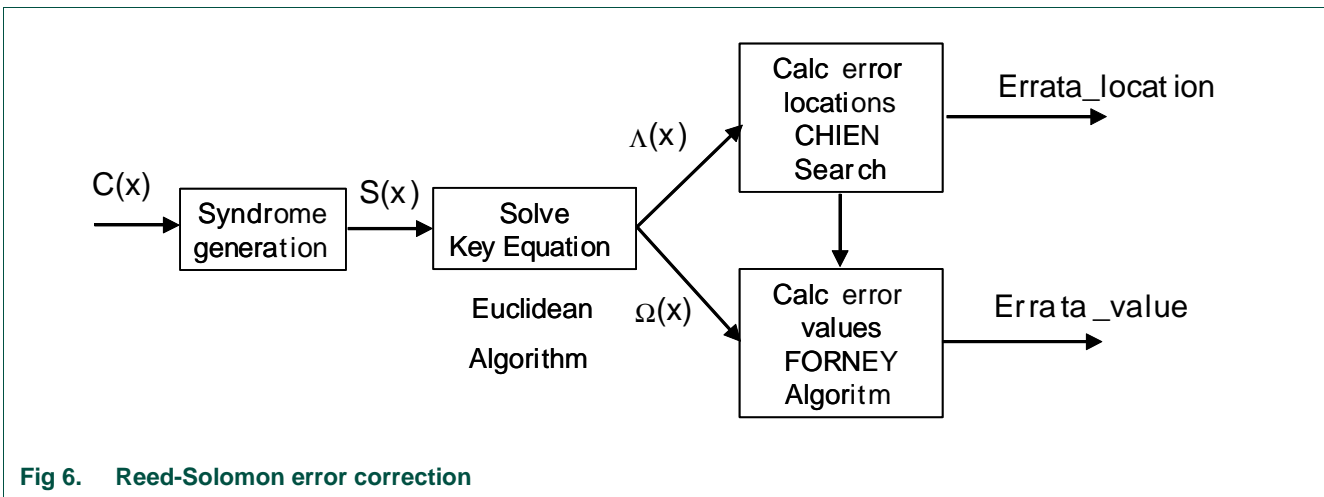 C(x)
Syndrome
generation
S(x)
Solve
Key Equation
Euclidean
Algorithm
Λ(x)
Ω(x)
Calc error
locations
CHIEN
Search
Errata_location
Calc error
values
FORNEY
Algoritm
Errata_value
Fig 6. Reed-Solomon error correction